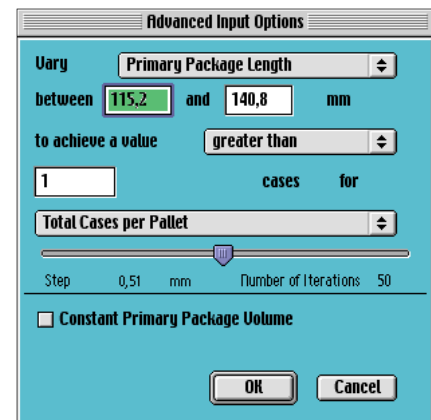 Advanced Input Options
Vary Primary Package Length
between 115,2 and 140,8 mm
to achieve a value greater than
1 cases for
Total Cases per Pallet
Step 0,51 mm Number of Iterations 50
Constant Primary Package Volume
OK Cancel